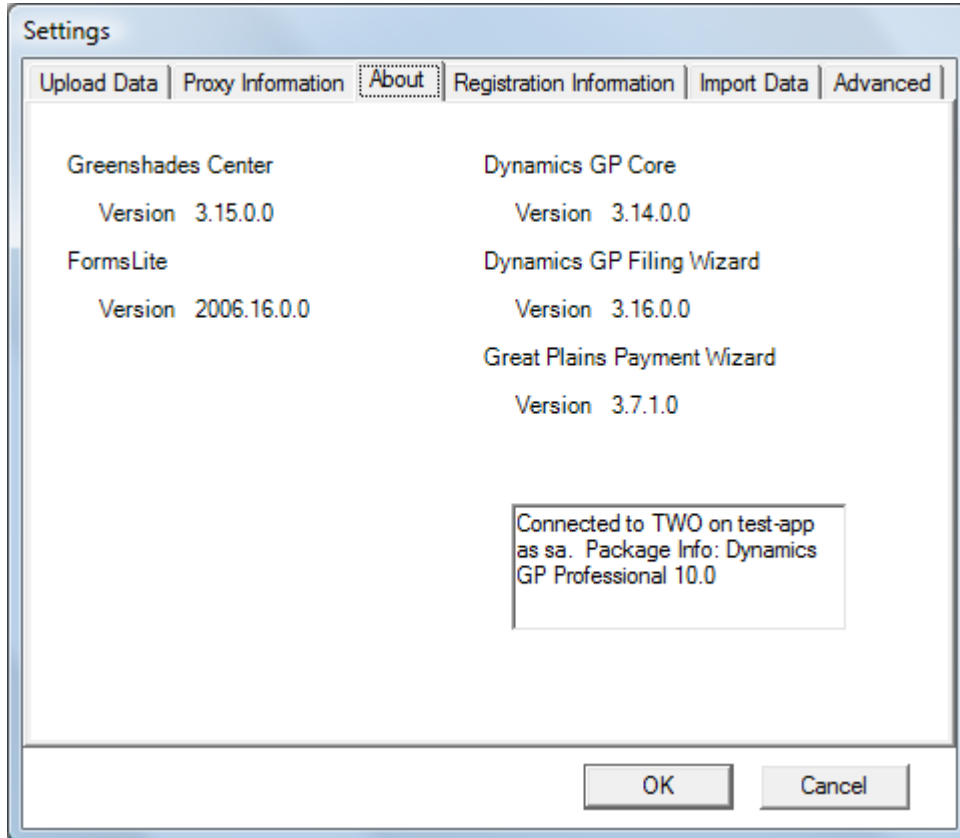 Settings
Upload Data Proxy Information About Registration Information Import Data Advanced
Greenshades Center
Version 3.15.0.0
FormsLite
Version 2006.16.0.0
Dynamics GP Core
Version 3.14.0.0
Dynamics GP Filing Wizard
Version 3.16.0.0
Great Plains Payment Wizard
Version 3.7.1.0
Connected to TWO on test-app
as sa. Package Info: Dynamics
GP Professional 10.0
OK Cancel